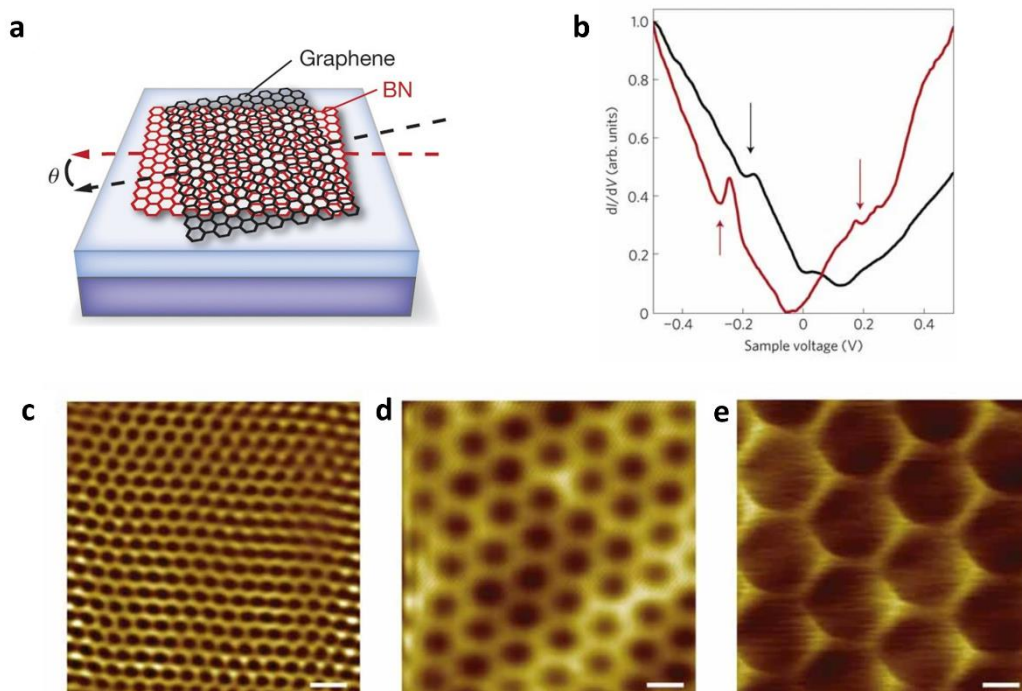 a
Graphene
BN
θ
b
1.0
0.8
0.6
0.4
0.2
0
dI/dV (arb. units)
−0.4 −0.2 0 0.2 0.4
Sample voltage (V)
c
d
e